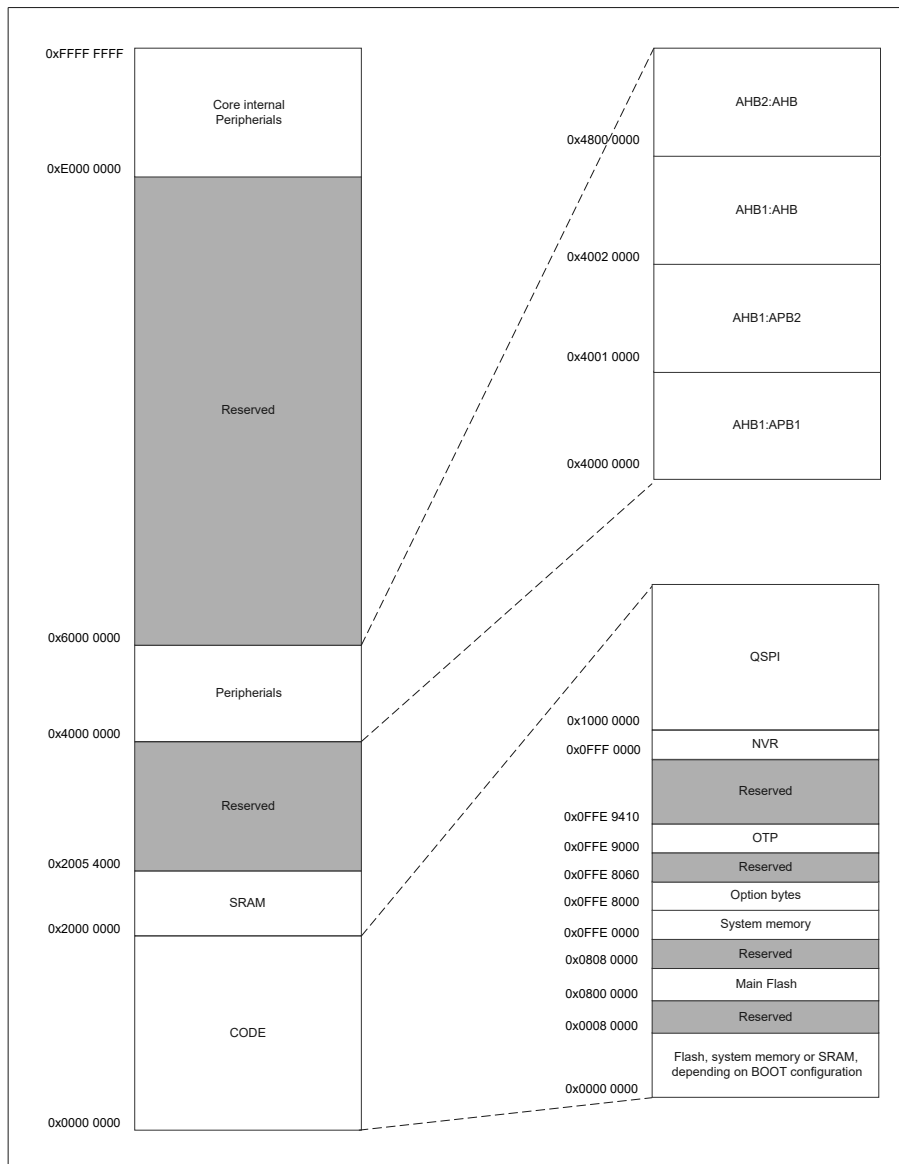 0xFFFF FFFF
Core internal
Peripherials
0xE000 0000
Reserved
0x6000 0000
Peripherials
0x4000 0000
Reserved
0x2005 4000
SRAM
0x2000 0000
CODE
0x0000 0000
AHB2:AHB
0x4800 0000
AHB1:AHB
0x4002 0000
AHB1:APB2
0x4001 0000
AHB1:APB1
0x4000 0000
QSPI
0x1000 0000
NVR
0x0FFF 0000
Reserved
0x0FFE 9410
OTP
0x0FFE 9000
Reserved
0x0FFE 8060
Option bytes
0x0FFE 8000
System memory
0x0FFE 0000
Reserved
0x0808 0000
Main Flash
0x0800 0000
Reserved
0x0008 0000
Flash, system memory or SRAM,
depending on BOOT configuration
0x0000 0000